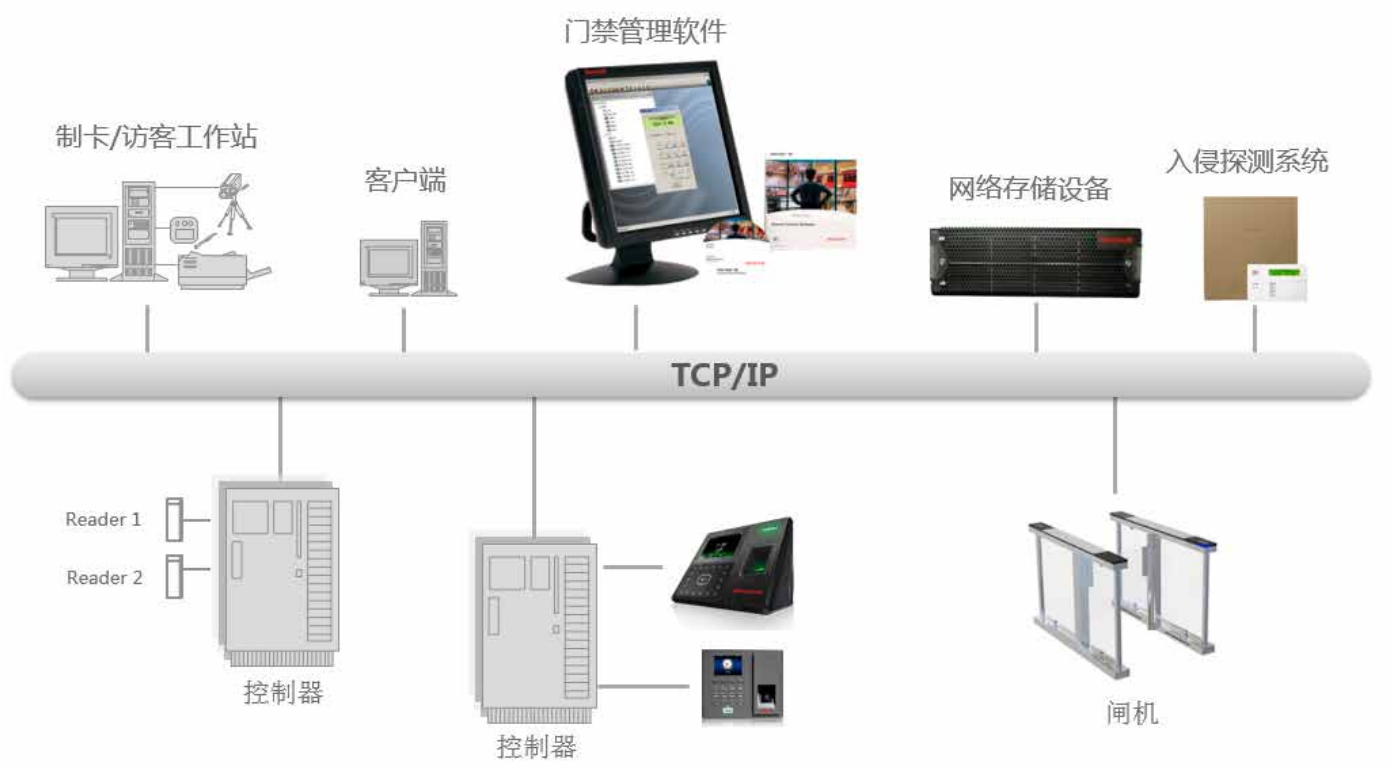 门禁管理软件
制卡/访客工作站
客户端
网络存储设备
入侵探测系统
TCP/IP
Reader 1
Reader 2
控制器
控制器
闸机